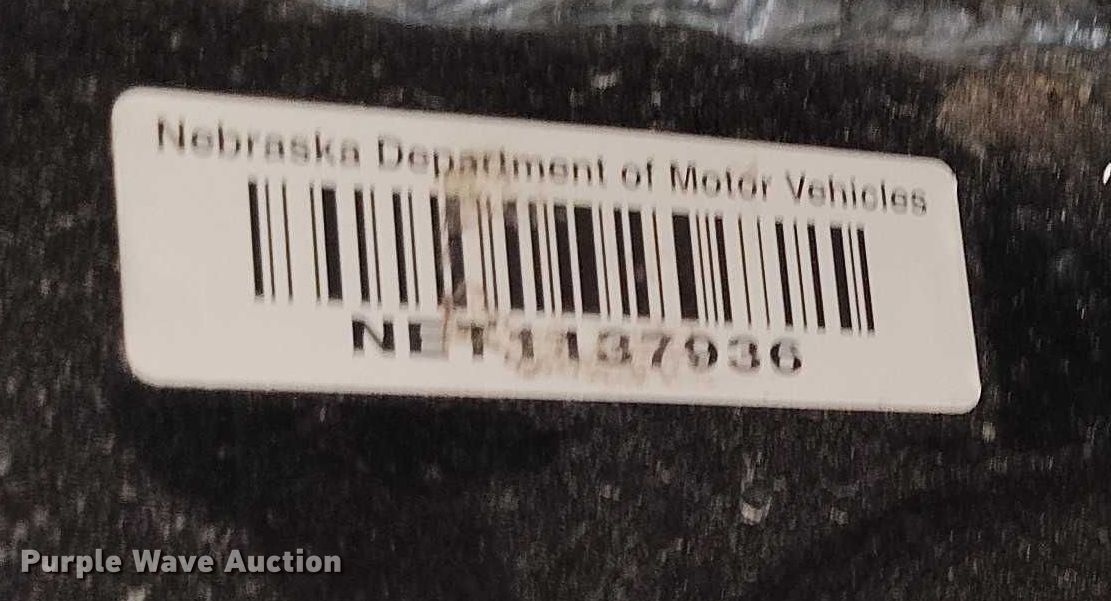 Nebraska Department of Motor Vehicles
NET1137936
Purple Wave Auction